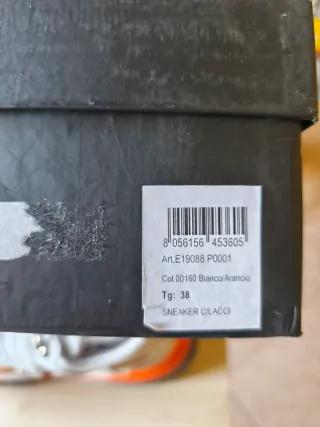 8 056156 453605
Art.E19088 P0001
Col.00160 Bianco/Arancio
Tg: 38
SNEAKER C/LACCI